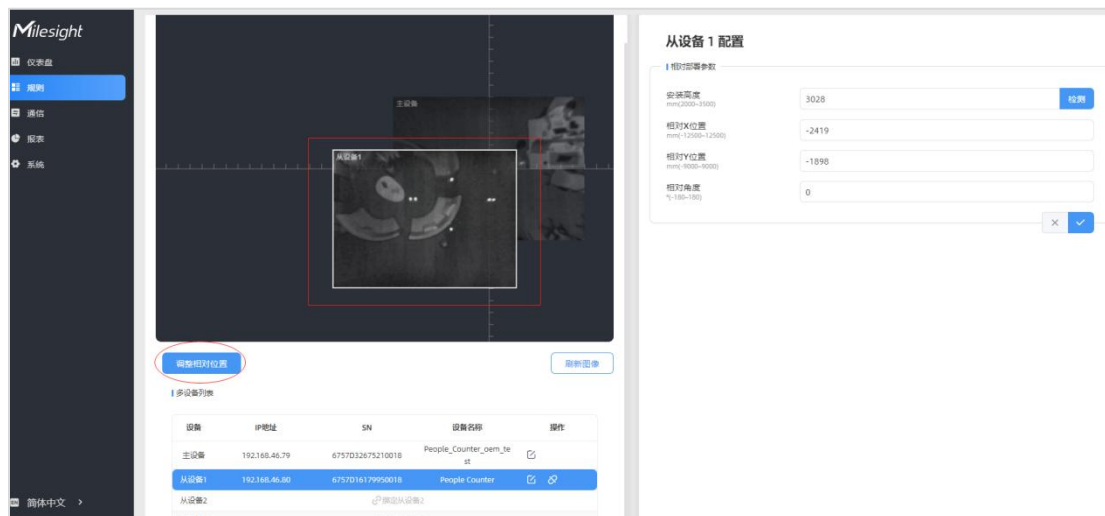 Milesight
仪表盘
规则
通信
报表
系统
简体中文
主设备
从设备1
调整相对位置
刷新图像
多设备列表
设备 IP地址 SN 设备名称 操作
主设备 192.168.46.79 6757D32675210018 People_Counter_oem_te
st
从设备1 192.168.46.80 6757D16179950018 People Counter
从设备2 绑定从设备2
从设备 1 配置
相对部署参数
安装高度 3028 检测
mm(2000~3500)
相对X位置 -2419
mm(-12500~12500)
相对Y位置 -1898
mm(-9000~9000)
相对角度 0
°(-180~180)